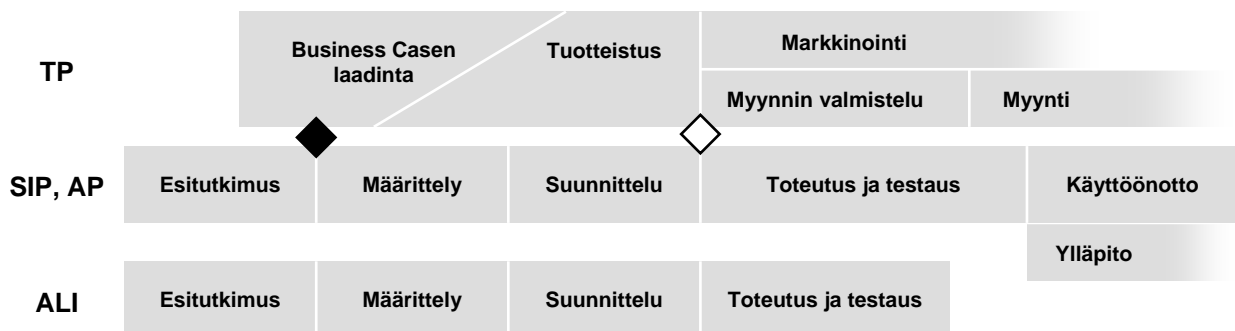 TP
Business Casen
laadinta
Tuotteistus
Markkinointi
Myynnin valmistelu
Myynti
SIP, AP
Esitutkimus
Määrittely
Suunnittelu
Toteutus ja testaus
Käyttöönotto
Ylläpito
ALI
Esitutkimus
Määrittely
Suunnittelu
Toteutus ja testaus